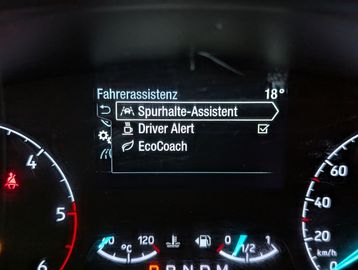 Fahrerassistenz 18°
Spurhalte-Assistent
Driver Alert
EcoCoach
4
5
6
°C 120
0 1/2 1
P R N D M
60
40
20
0
km/h